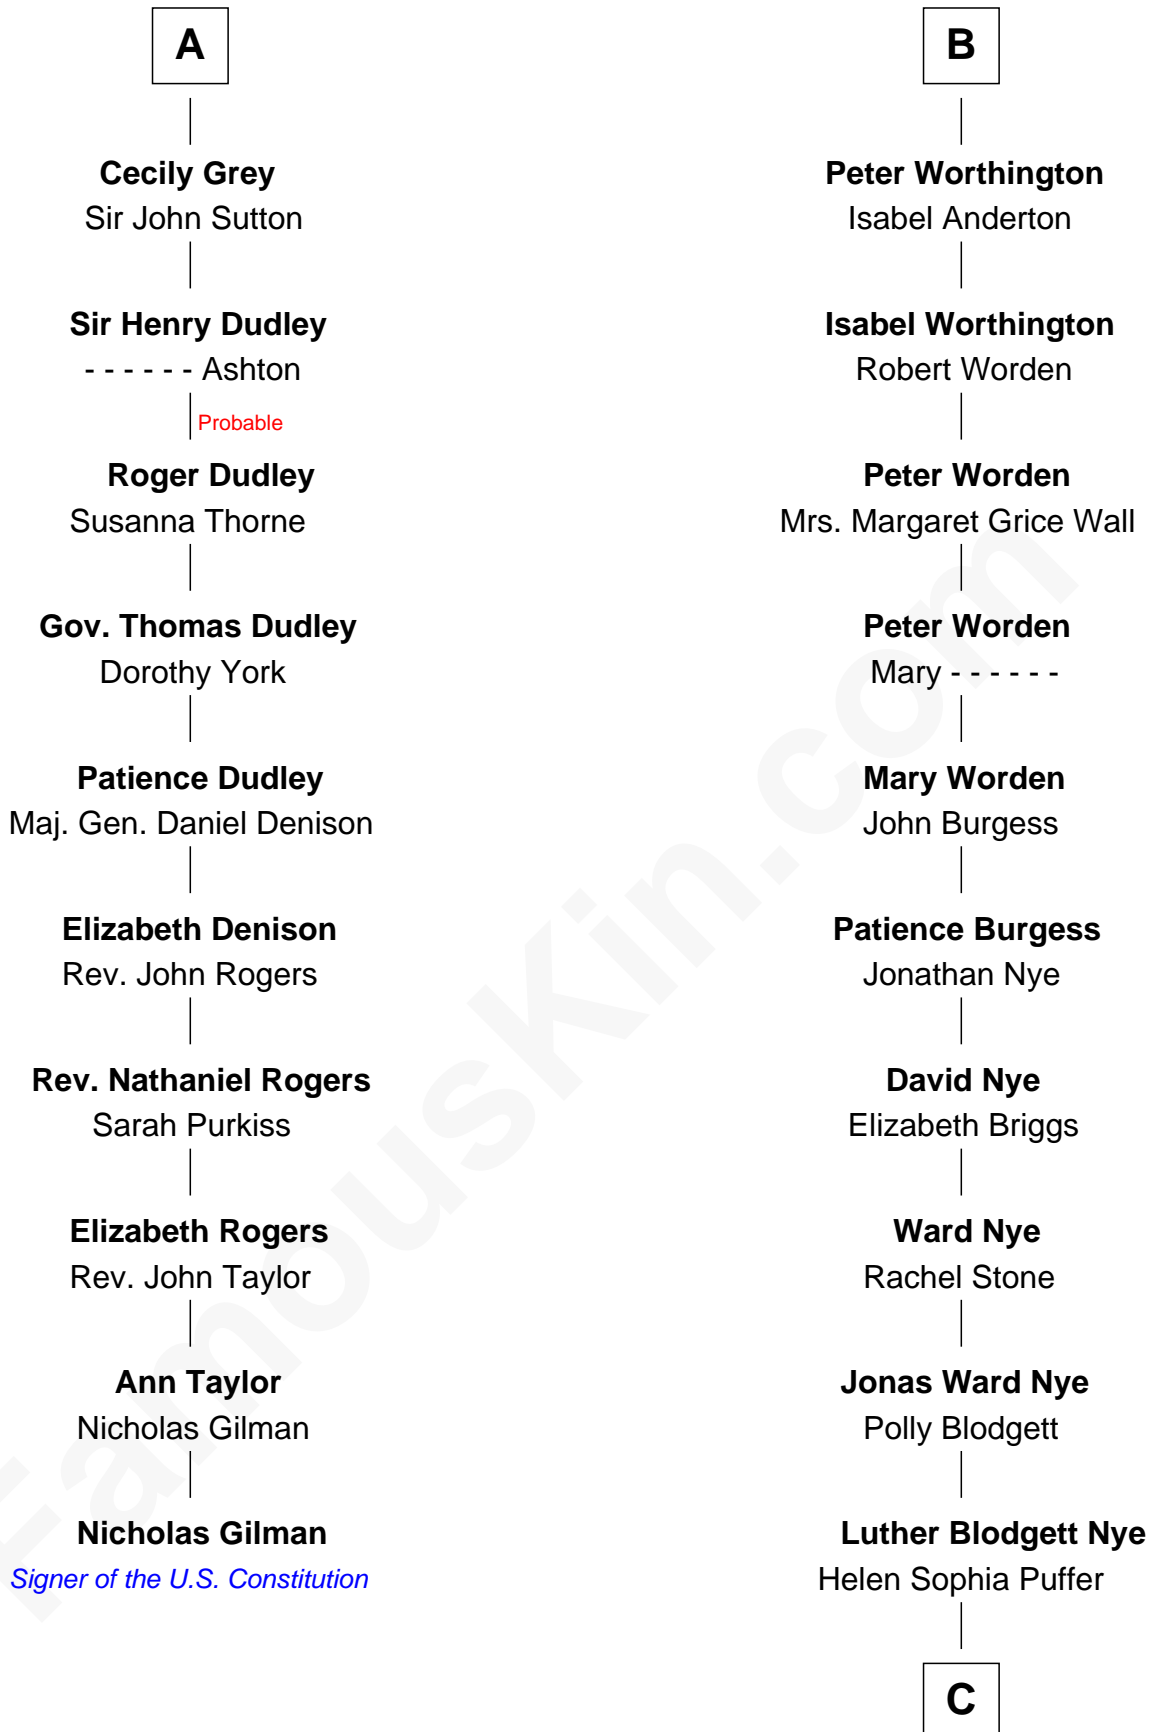 A
Cecily Grey
Sir John Sutton
Sir Henry Dudley
- - - - - - Ashton
Probable
Roger Dudley
Susanna Thorne
Gov. Thomas Dudley
Dorothy York
Patience Dudley
Maj. Gen. Daniel Denison
Elizabeth Denison
Rev. John Rogers
Rev. Nathaniel Rogers
Sarah Purkiss
Elizabeth Rogers
Rev. John Taylor
Ann Taylor
Nicholas Gilman
Nicholas Gilman
Signer of the U.S. Constitution
B
Peter Worthington
Isabel Anderton
Isabel Worthington
Robert Worden
Peter Worden
Mrs. Margaret Grice Wall
Peter Worden
Mary - - - - - -
Mary Worden
John Burgess
Patience Burgess
Jonathan Nye
David Nye
Elizabeth Briggs
Ward Nye
Rachel Stone
Jonas Ward Nye
Polly Blodgett
Luther Blodgett Nye
Helen Sophia Puffer
C
FamousKin.com